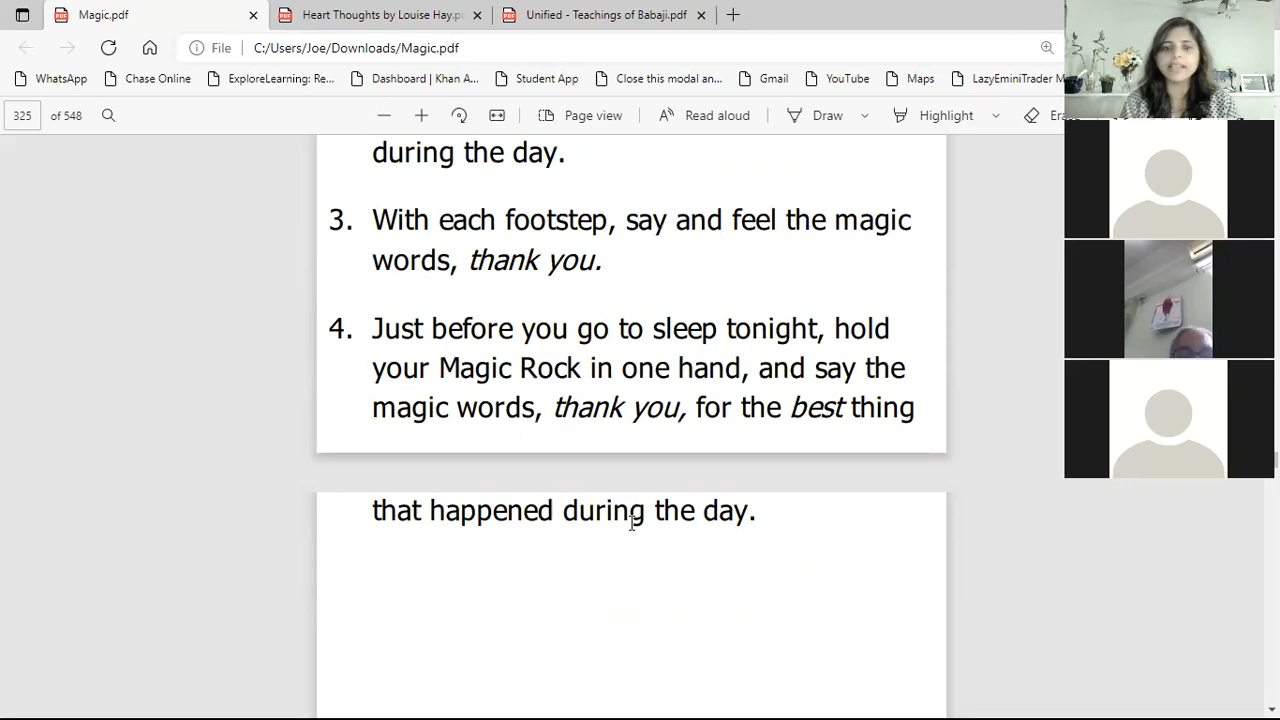 Magic.pdf
Heart Thoughts by Louise Hay.p
Unified - Teachings of Babaji.pdf
File C:/Users/Joe/Downloads/Magic.pdf
WhatsApp Chase Online ExploreLearning: Re... Dashboard | Khan A... Student App Close this modal an... Gmail YouTube Maps LazyEminiTrader M
325 of 548 Page view Read aloud Draw Highlight Er
during the day.
3. With each footstep, say and feel the magic
words, thank you.
4. Just before you go to sleep tonight, hold
your Magic Rock in one hand, and say the
magic words, thank you, for the best thing
that happened during the day.